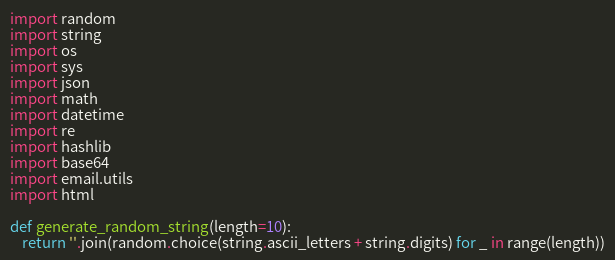 import random
import string
import os
import sys
import json
import math
import datetime
import re
import hashlib
import base64
import email.utils
import html

def generate_random_string(length=10):
    return ''.join(random.choice(string.ascii_letters + string.digits) for _ in range(length))